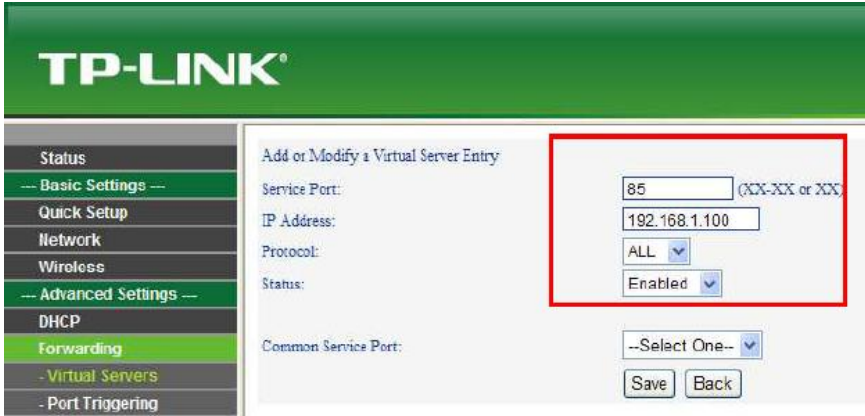 TP-LINK®
Status
--- Basic Settings ---
Quick Setup
Network
Wireless
--- Advanced Settings ---
DHCP
Forwarding
- Virtual Servers
- Port Triggering
Add or Modify a Virtual Server Entry
Service Port: 85 (XX-XX or XX)
IP Address: 192.168.1.100
Protocol: ALL
Status: Enabled
Common Service Port: --Select One--
Save Back